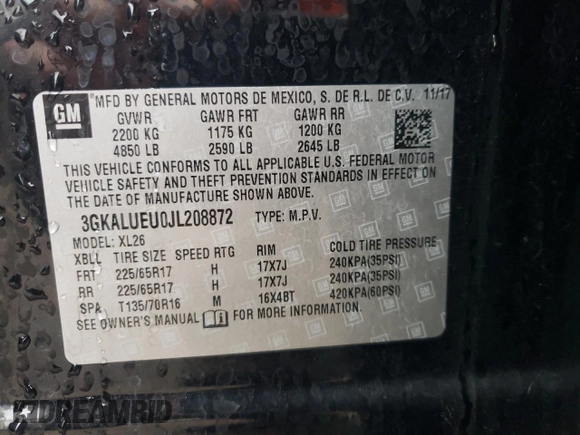 GM
MFD BY GENERAL MOTORS DE MEXICO, S. DE R.L. DE C.V. 11/17
GVWR GAWR FRT GAWR RR
2200 KG 1175 KG 1200 KG
4850 LB 2590 LB 2645 LB
THIS VEHICLE CONFORMS TO ALL APPLICABLE U.S. FEDERAL MOTOR
VEHICLE SAFETY AND THEFT PREVENTION STANDARDS IN EFFECT ON
THE DATE OF MANUFACTURE SHOWN ABOVE.
3GKALUEU0JL208872 TYPE: M.P.V.
MODEL: XL26
XBLL TIRE SIZE SPEED RTG RIM COLD TIRE PRESSURE
FRT 225/65R17 H 17X7J 240KPA(35PSI)
RR 225/65R17 H 17X7J 240KPA(35PSI)
SPA T135/70R16 M 16X4BT 420KPA(60PSI)
SEE OWNER'S MANUAL FOR MORE INFORMATION
DREAMBID